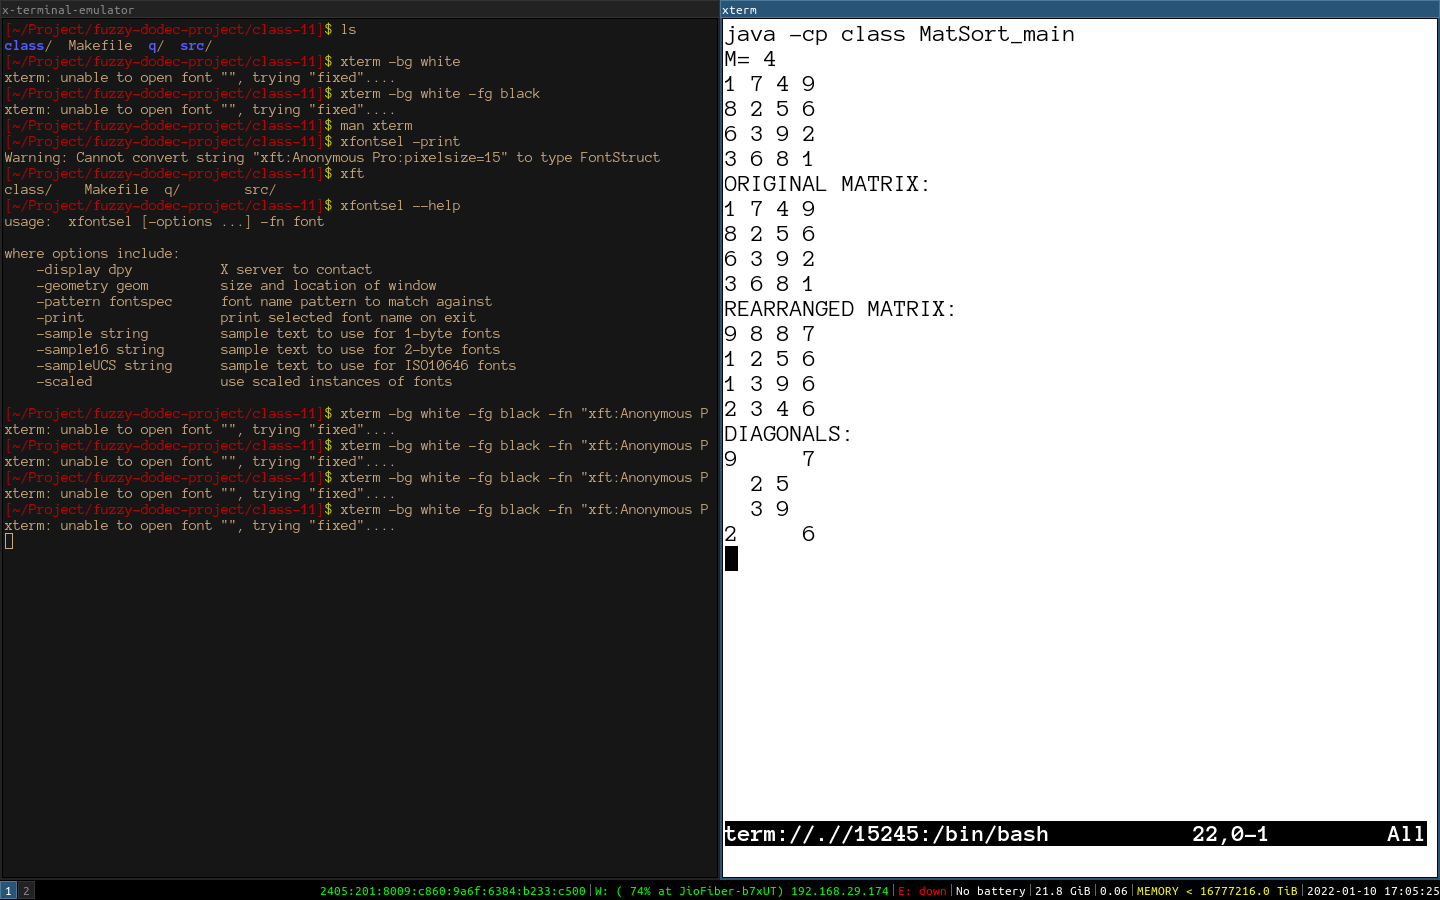 x-terminal-emulator
[~/Project/fuzzy-dodec-project/class-11]$ ls
class/  Makefile  q/  src/
[~/Project/fuzzy-dodec-project/class-11]$ xterm -bg white
xterm: unable to open font "", trying "fixed"....
[~/Project/fuzzy-dodec-project/class-11]$ xterm -bg white -fg black
xterm: unable to open font "", trying "fixed"....
[~/Project/fuzzy-dodec-project/class-11]$ man xterm
[~/Project/fuzzy-dodec-project/class-11]$ xfontsel -print
Warning: Cannot convert string "xft:Anonymous Pro:pixelsize=15" to type FontStruct
[~/Project/fuzzy-dodec-project/class-11]$ xft
class/    Makefile  q/        src/
[~/Project/fuzzy-dodec-project/class-11]$ xfontsel --help
usage:  xfontsel [-options ...] -fn font
where options include:
    -display dpy           X server to contact
    -geometry geom         size and location of window
    -pattern fontspec      font name pattern to match against
    -print                 print selected font name on exit
    -sample string         sample text to use for 1-byte fonts
    -sample16 string       sample text to use for 2-byte fonts
    -sampleUCS string      sample text to use for ISO10646 fonts
    -scaled                use scaled instances of fonts
[~/Project/fuzzy-dodec-project/class-11]$ xterm -bg white -fg black -fn "xft:Anonymous P
xterm: unable to open font "", trying "fixed"....
[~/Project/fuzzy-dodec-project/class-11]$ xterm -bg white -fg black -fn "xft:Anonymous P
xterm: unable to open font "", trying "fixed"....
[~/Project/fuzzy-dodec-project/class-11]$ xterm -bg white -fg black -fn "xft:Anonymous P
xterm: unable to open font "", trying "fixed"....
[~/Project/fuzzy-dodec-project/class-11]$ xterm -bg white -fg black -fn "xft:Anonymous P
xterm: unable to open font "", trying "fixed"....
xterm
java -cp class MatSort_main
M= 4
1 7 4 9
8 2 5 6
6 3 9 2
3 6 8 1
ORIGINAL MATRIX:
1 7 4 9
8 2 5 6
6 3 9 2
3 6 8 1
REARRANGED MATRIX:
9 8 8 7
1 2 5 6
1 3 9 6
2 3 4 6
DIAGONALS:
9     7
  2 5
  3 9
2     6
term://.//15245:/bin/bash           22,0-1         All
1 2 2405:201:8009:c860:9a6f:6384:b233:c500|W: ( 74% at JioFiber-b7xUT) 192.168.29.174|E: down|No battery|21.8 GiB|0.06|MEMORY < 16777216.0 TiB|2022-01-10 17:05:25